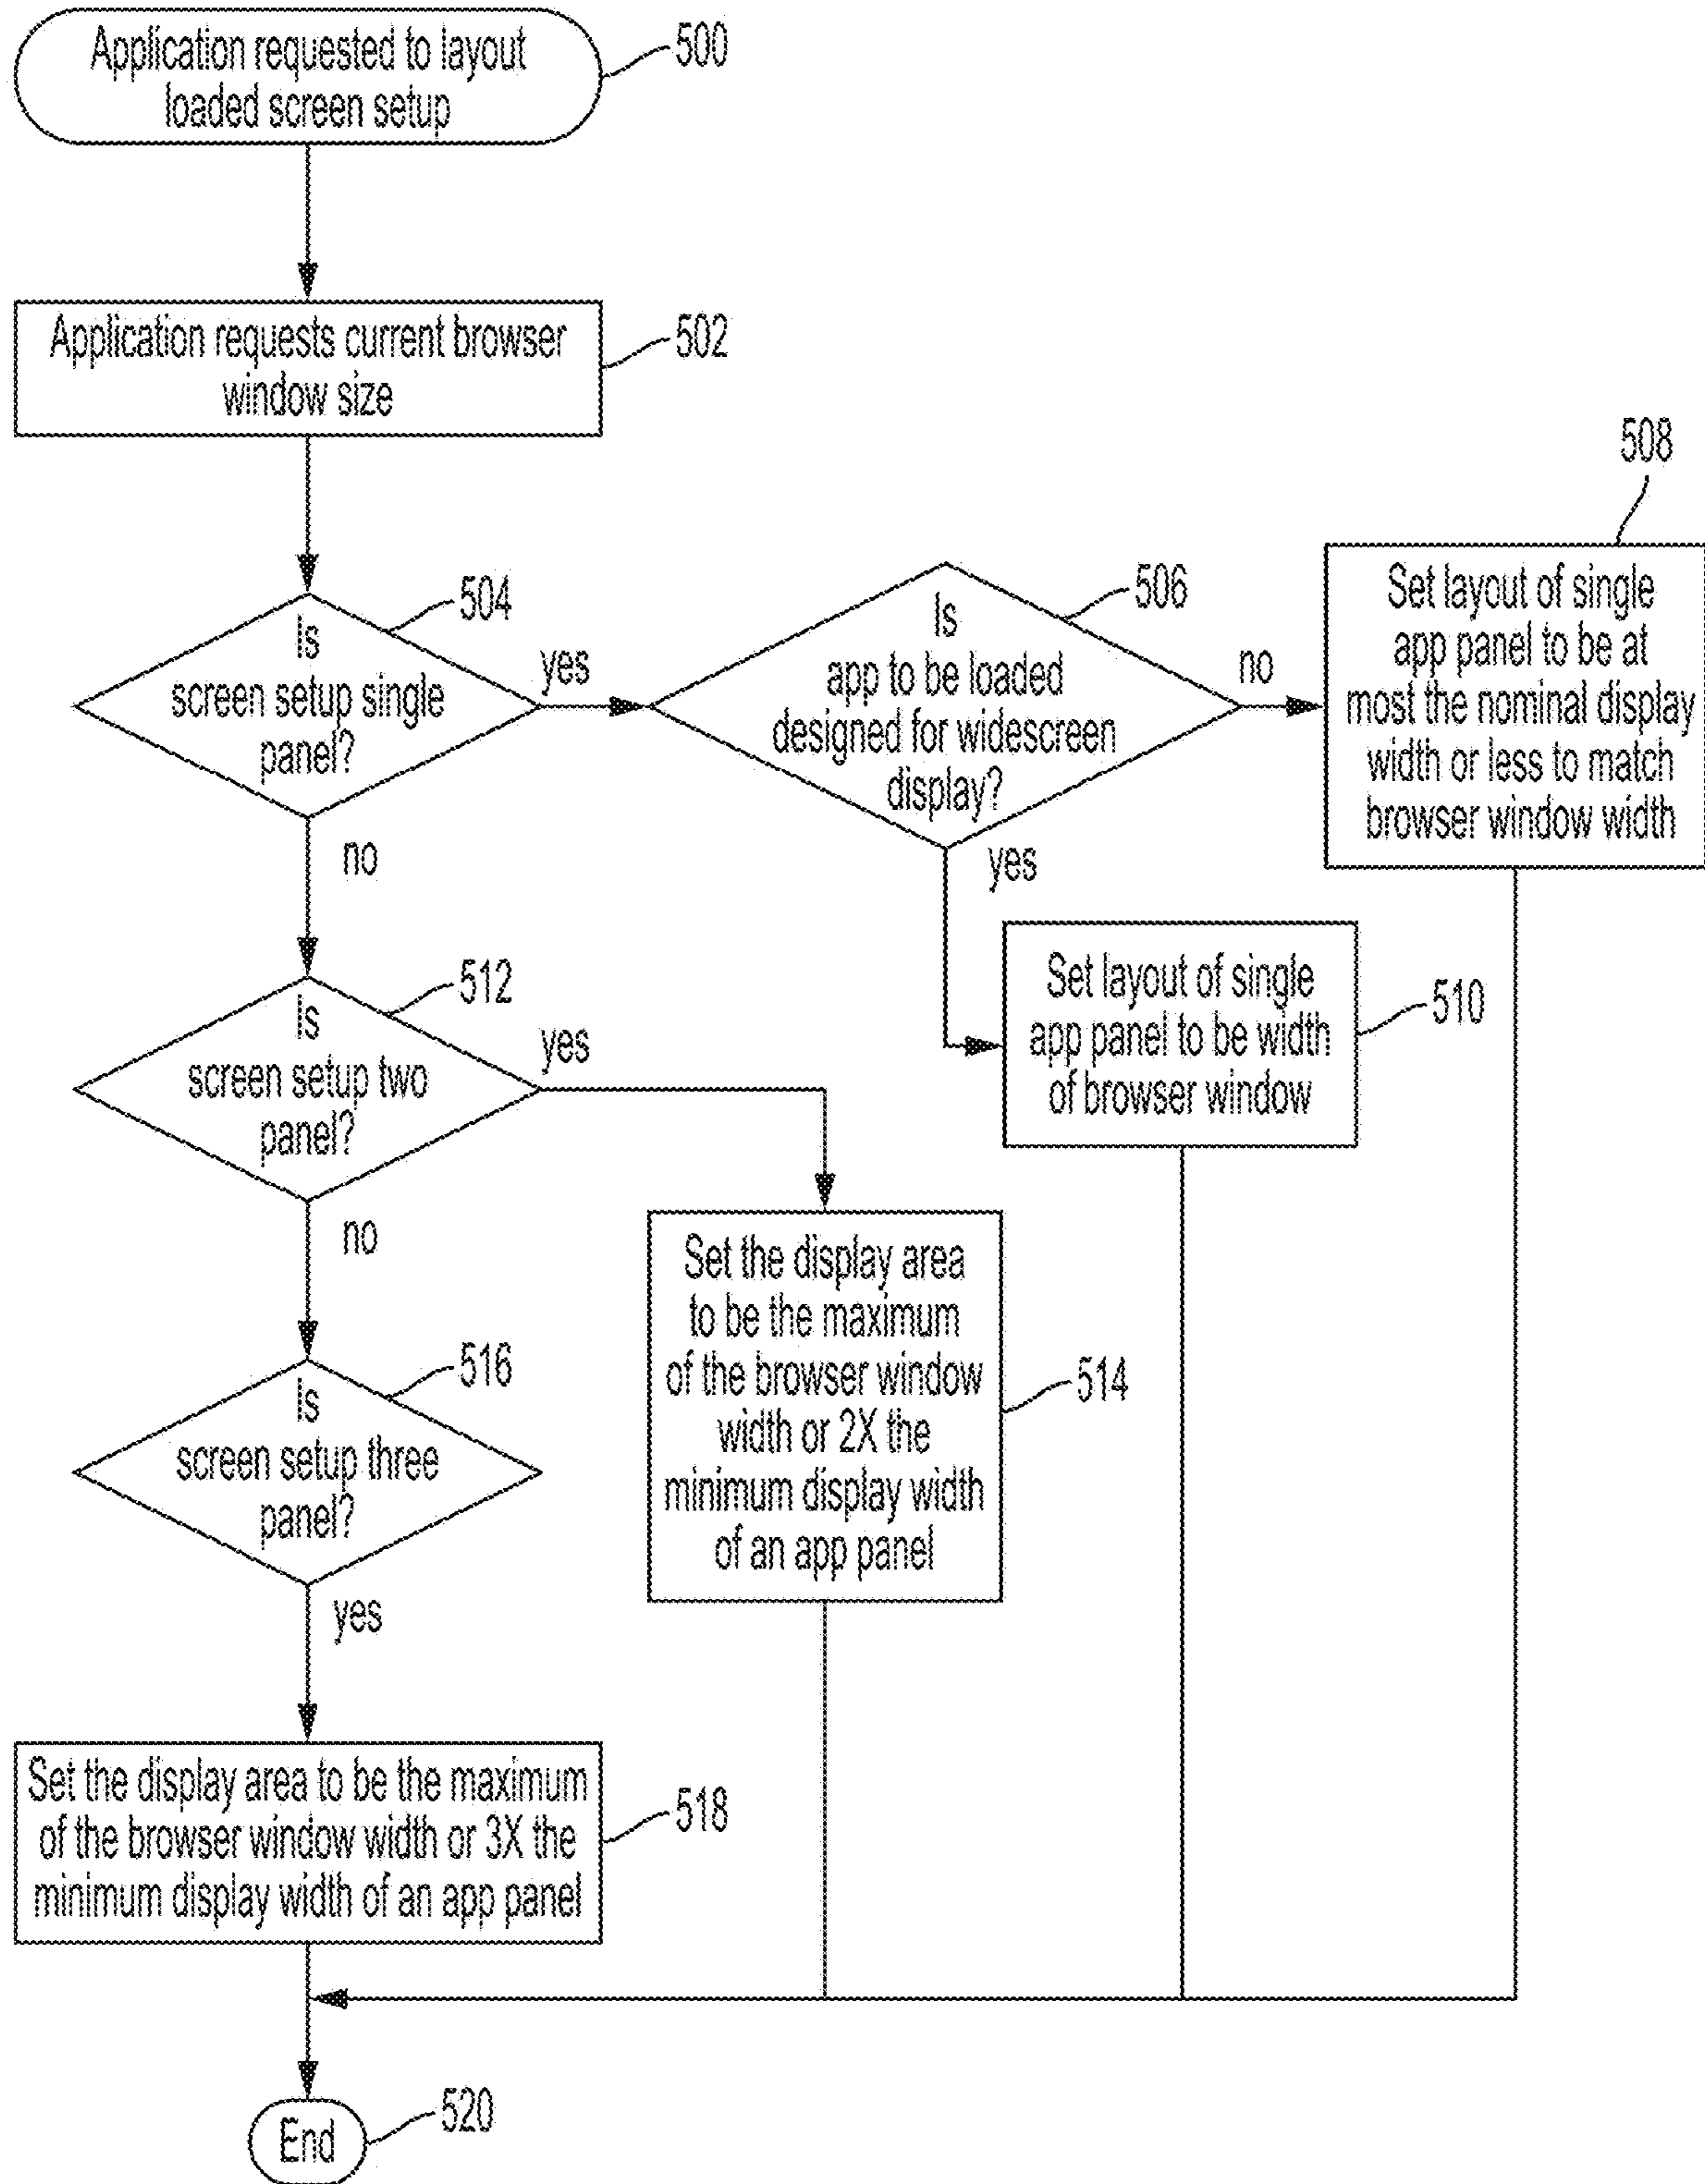 Application requested to layout
loaded screen setup
500
Application requests current browser
window size
502
Is
screen setup single
panel?
504
yes
no
Is
app to be loaded
designed for widescreen
display?
506
no
yes
508
Set layout of single
app panel to be at
most the nominal display
width or less to match
browser window width
Set layout of single
app panel to be width
of browser window
510
Is
screen setup two
panel?
512
yes
no
Set the display area
to be the maximum
of the browser window
width or 2X the
minimum display width
of an app panel
514
Is
screen setup three
panel?
516
yes
Set the display area to be the maximum
of the browser window width or 3X the
minimum display width of an app panel
518
End
520